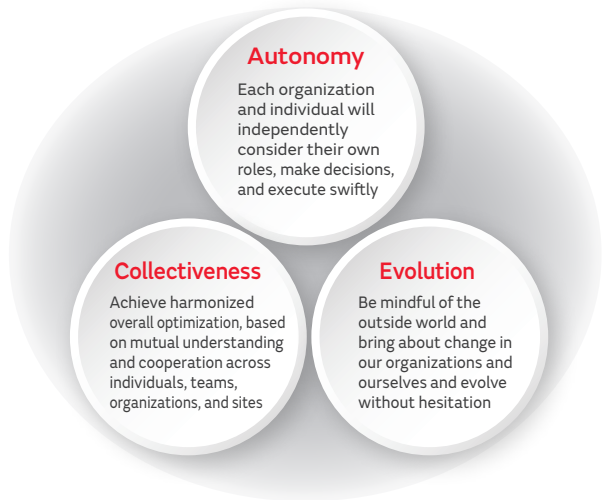 Autonomy
Each organization
and individual will
independently
consider their own
roles, make decisions,
and execute swiftly
Collectiveness
Achieve harmonized
overall optimization, based
on mutual understanding
and cooperation across
individuals, teams,
organizations, and sites
Evolution
Be mindful of the
outside world and
bring about change in
our organizations and
ourselves and evolve
without hesitation